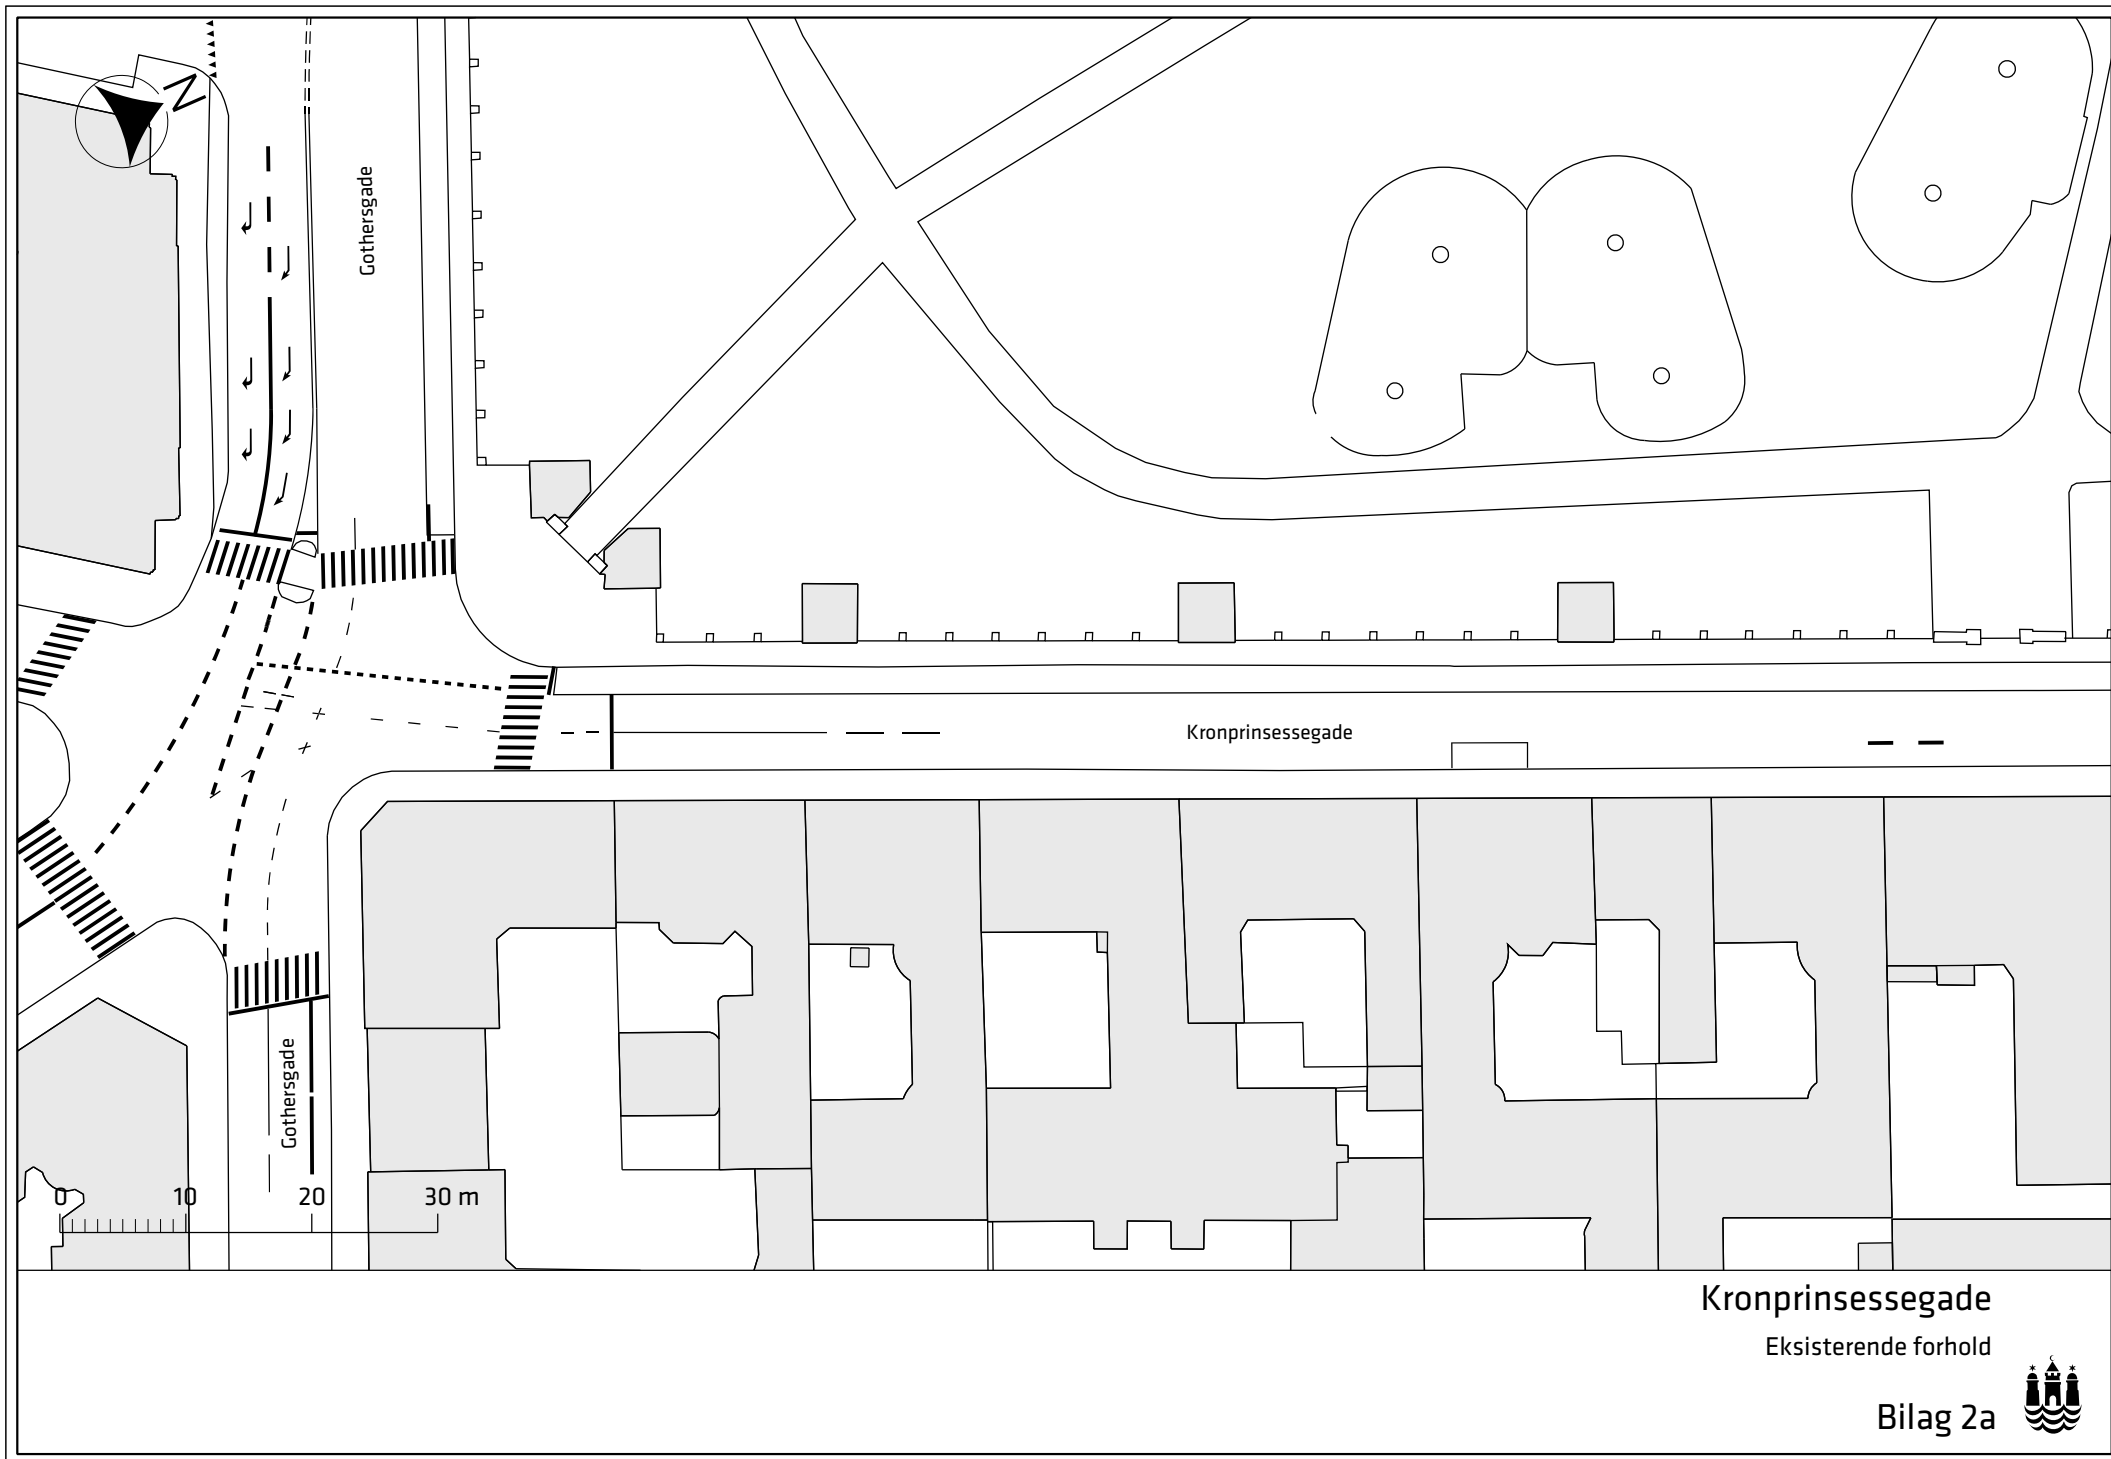 N
Gothersgade
Kronprinsessegade
Gothersgade
0 10 20 30 m
Kronprinsessegade
Eksisterende forhold
Bilag 2a